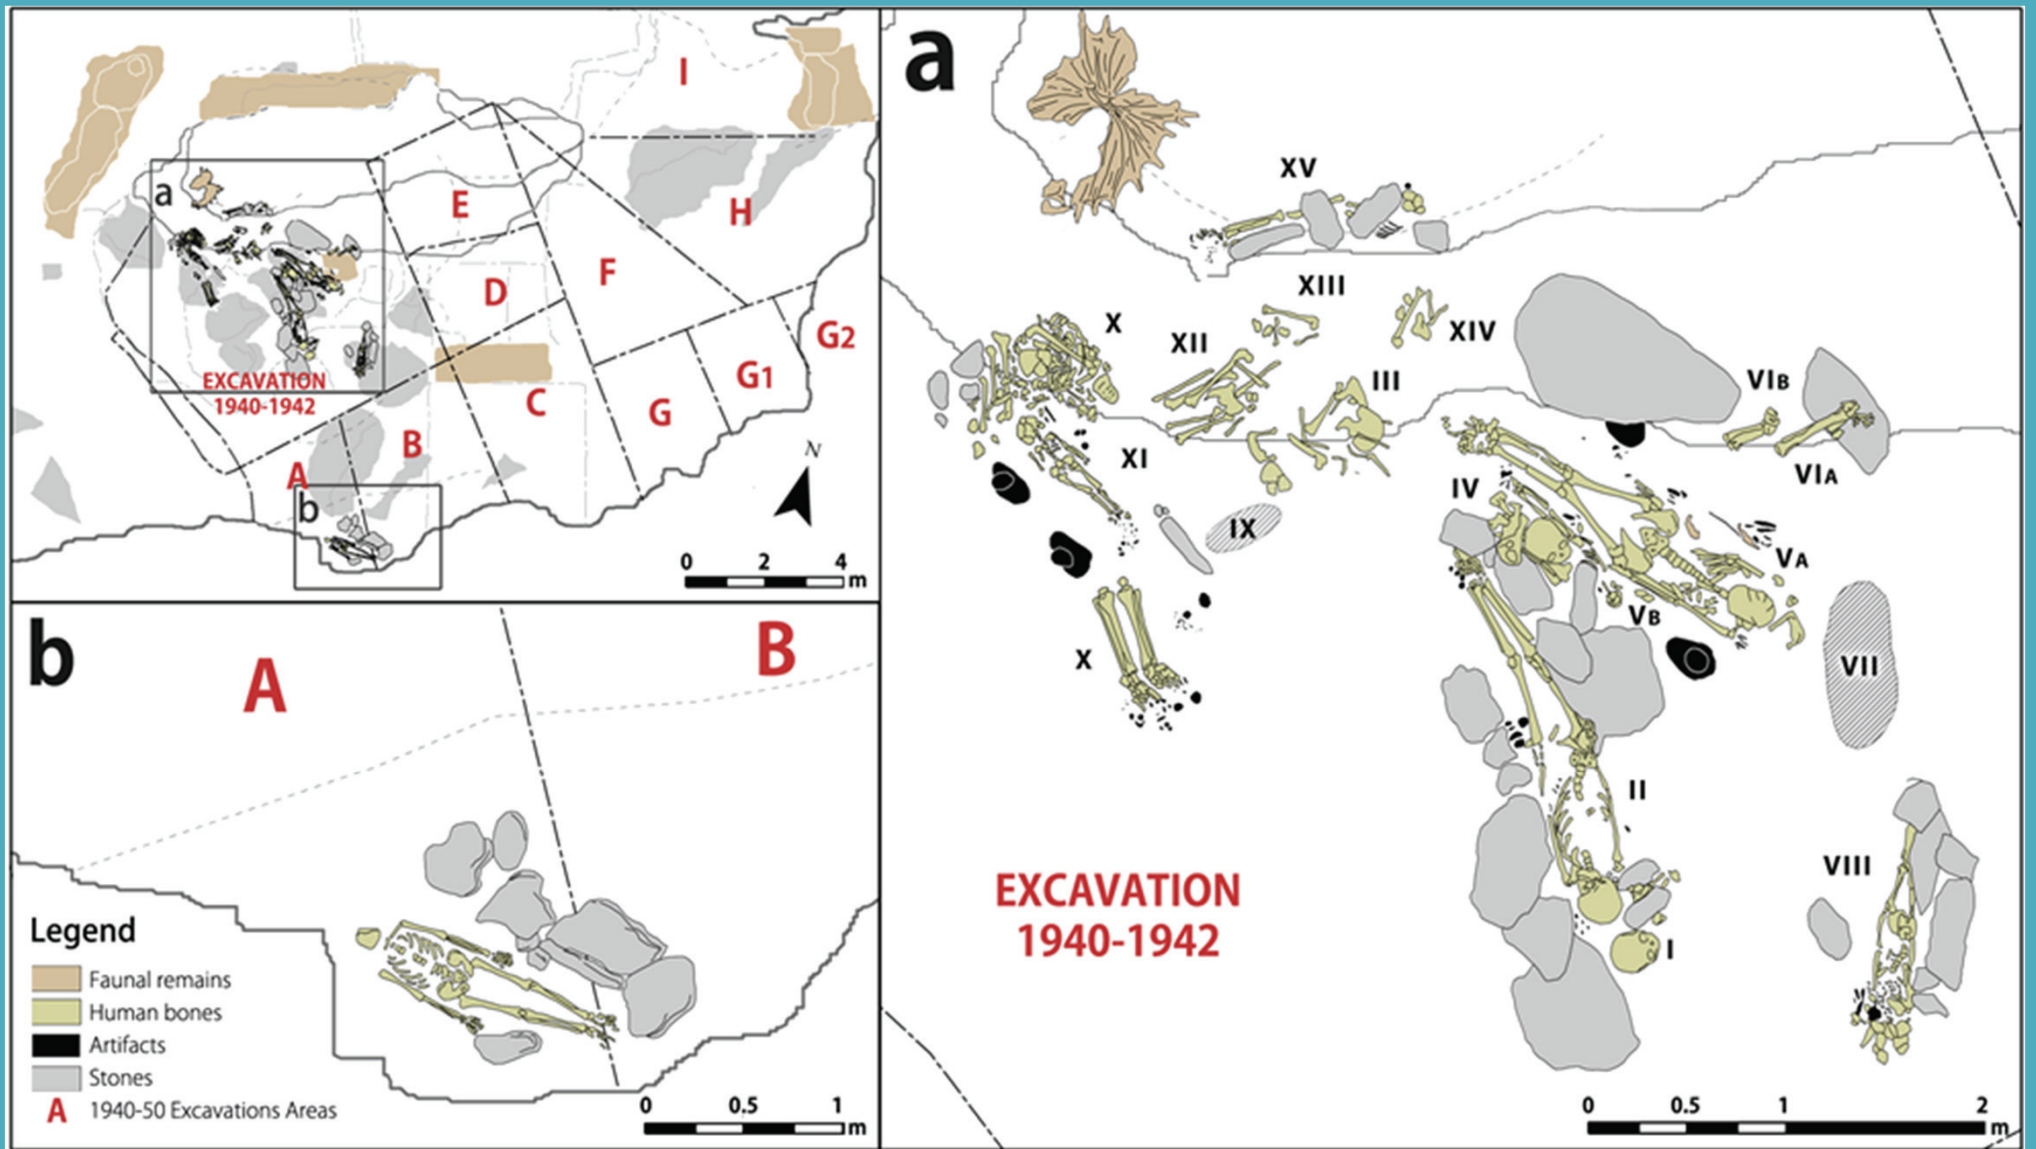 I
a
E
H
F
D
G2
G1
EXCAVATION
1940-1942
C
G
B
A
N
b
0 2 4
m
b
A
B
Legend
Faunal remains
Human bones
Artifacts
Stones
A 1940-50 Excavations Areas
0 0.5 1
m
a
XV
XIII
X
XII
XIV
III
VIB
XI
VIA
IV
IX
VA
VB
X
VII
II
VIII
EXCAVATION
1940-1942
I
0 0.5 1 2
m